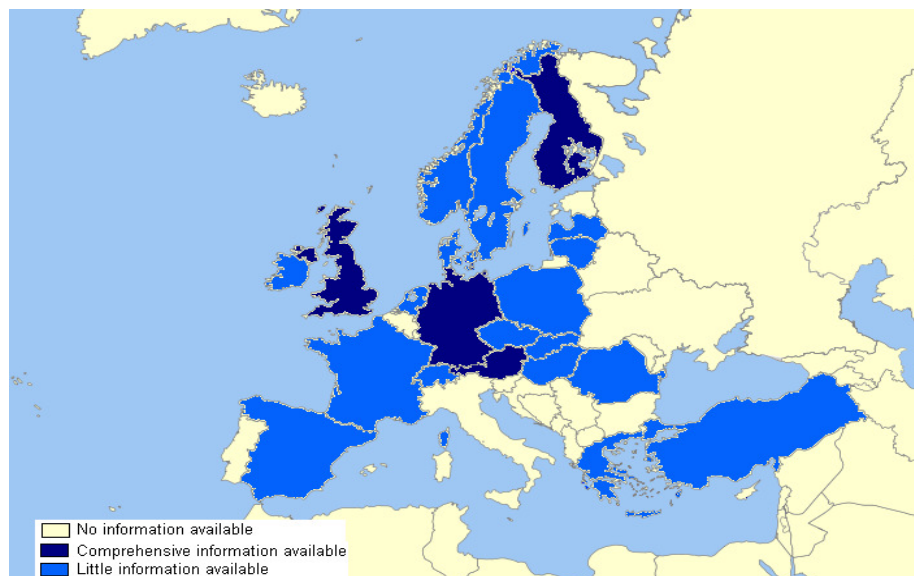 No information available
Comprehensive information available
Little information available